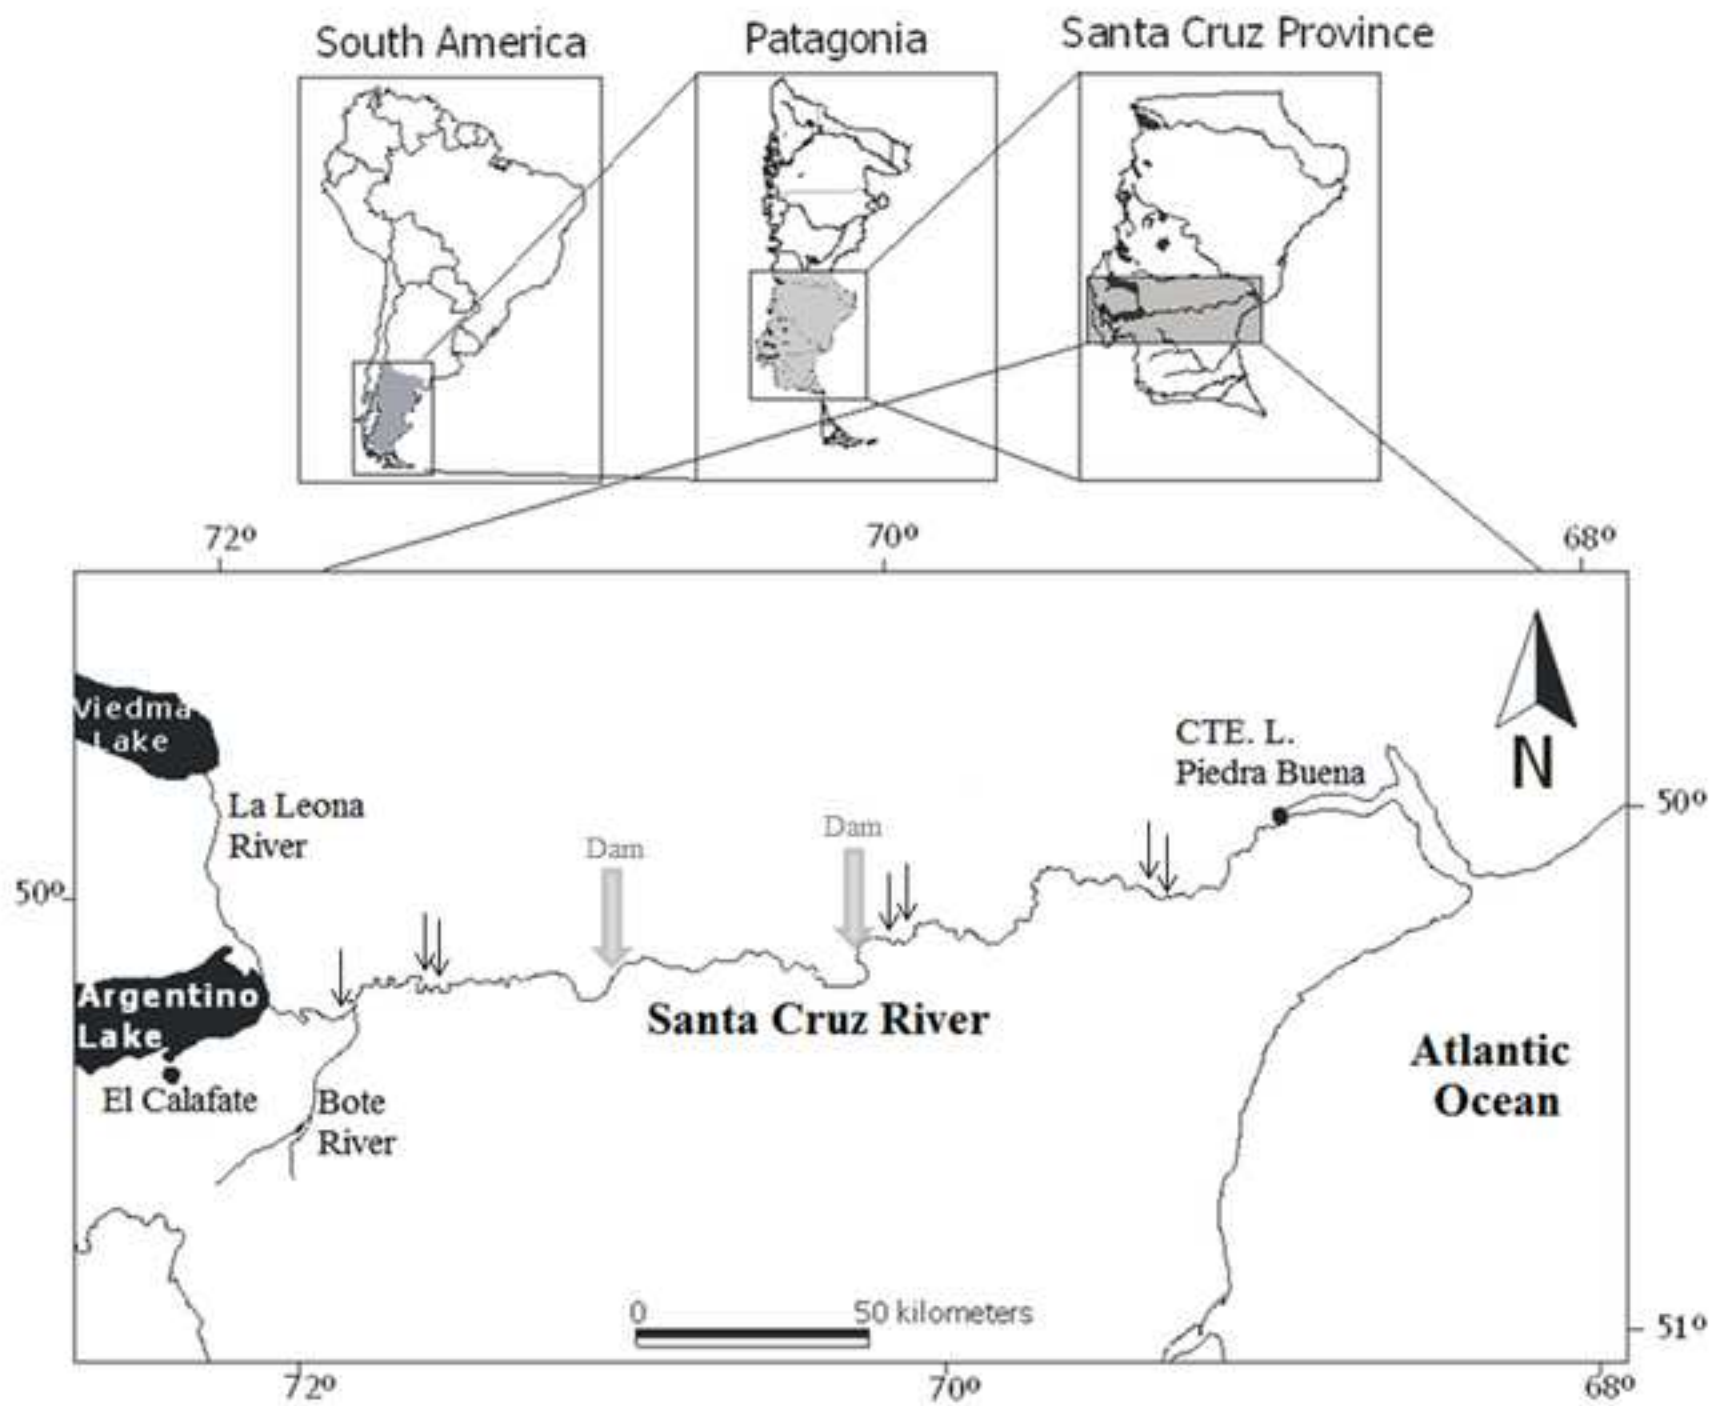 South America
Patagonia
Santa Cruz Province
72º
70º
68º
Viedma
Lake
La Leona
River
CTE. L.
Piedra Buena
N
50º
Dam
Dam
50º
Argentino
Lake
Santa Cruz River
El Calafate
Bote
River
Atlantic
Ocean
0
50 kilometers
51º
72º
70º
68º